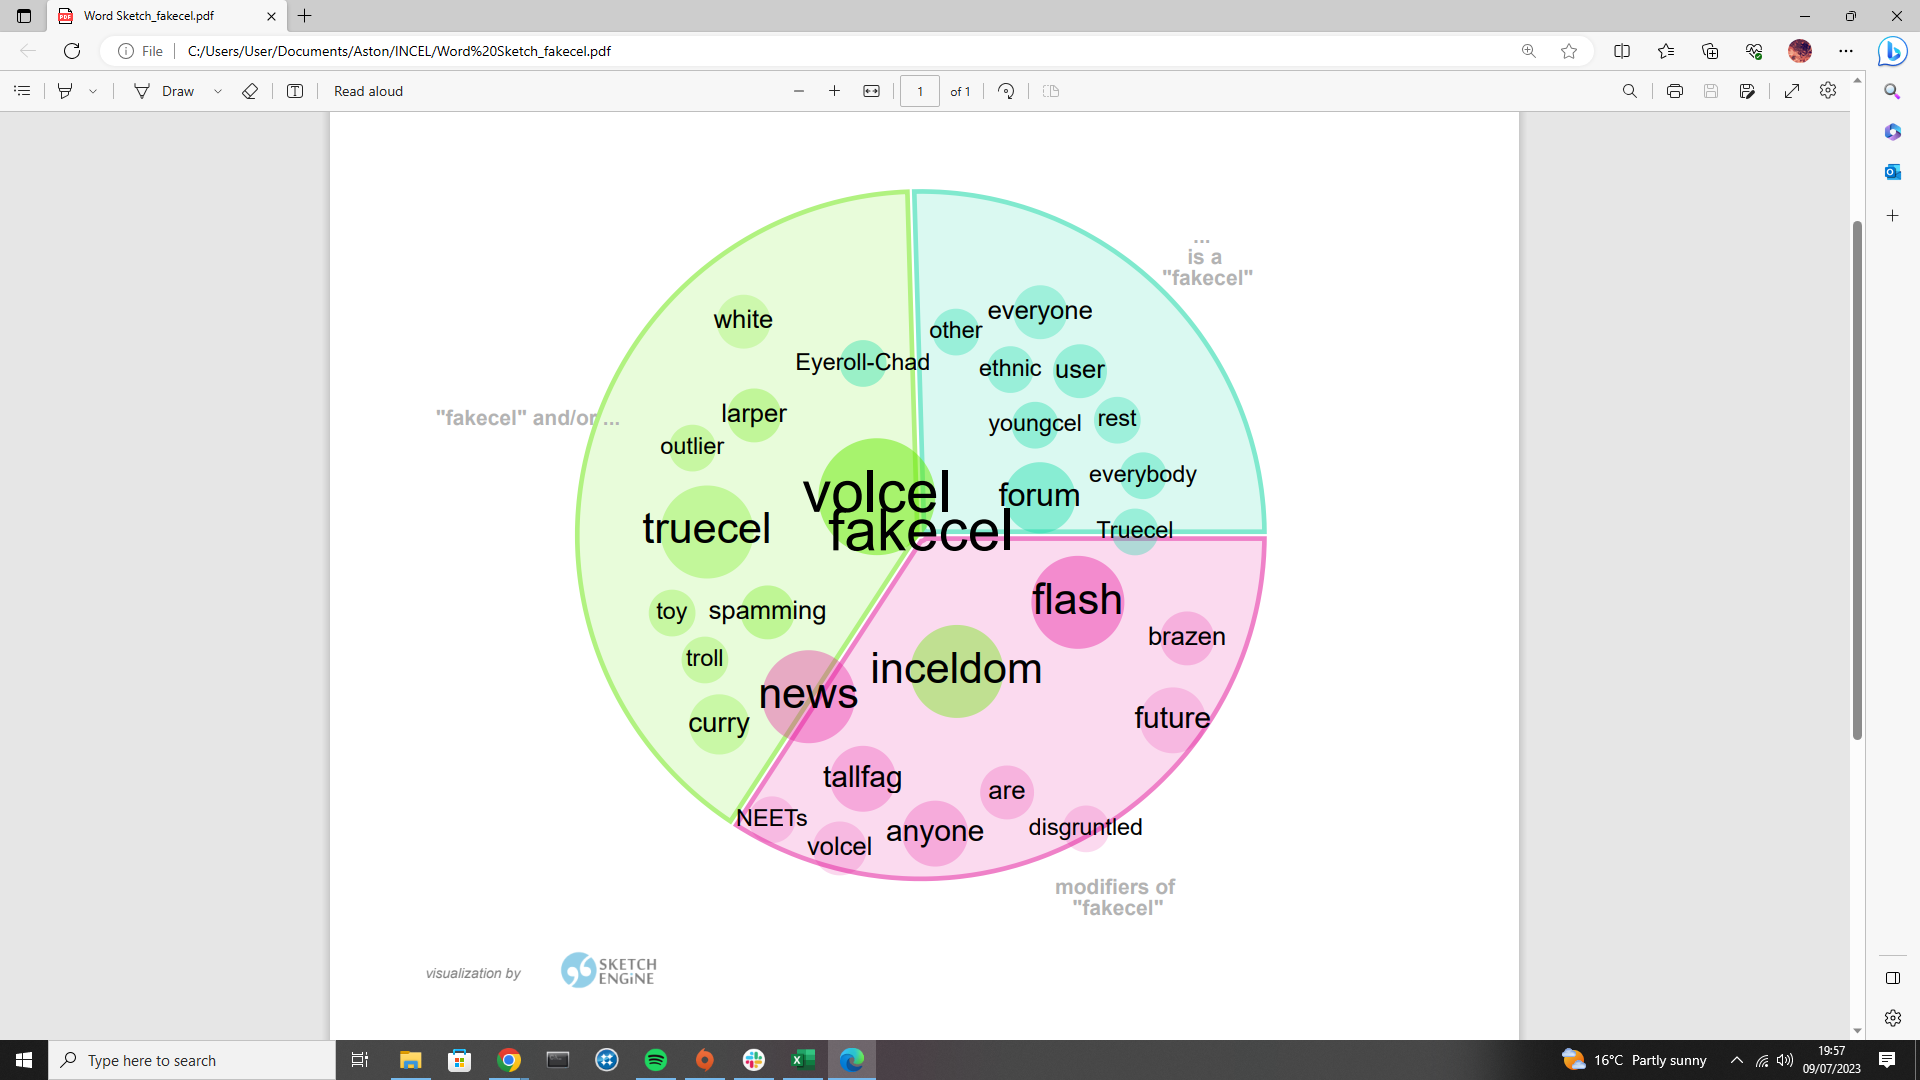 Word Sketch_fakecel.pdf
File
C:/Users/User/Documents/Aston/INCEL/Word%20Sketch_fakecel.pdf
Draw
Read aloud
1
of 1
...
is a
"fakecel"
everyone
other
white
Eyeroll-Chad
ethnic
user
larper
"fakecel" and/or ...
youngcel
rest
outlier
everybody
volcel
forum
truecel
fakecel
Truecel
flash
toy
spamming
brazen
troll
inceldom
news
curry
future
tallfag
are
NEETs
volcel
anyone
disgruntled
modifiers of
"fakecel"
visualization by
SKETCH
ENGINE
Type here to search
16°C Partly sunny
19:57
09/07/2023